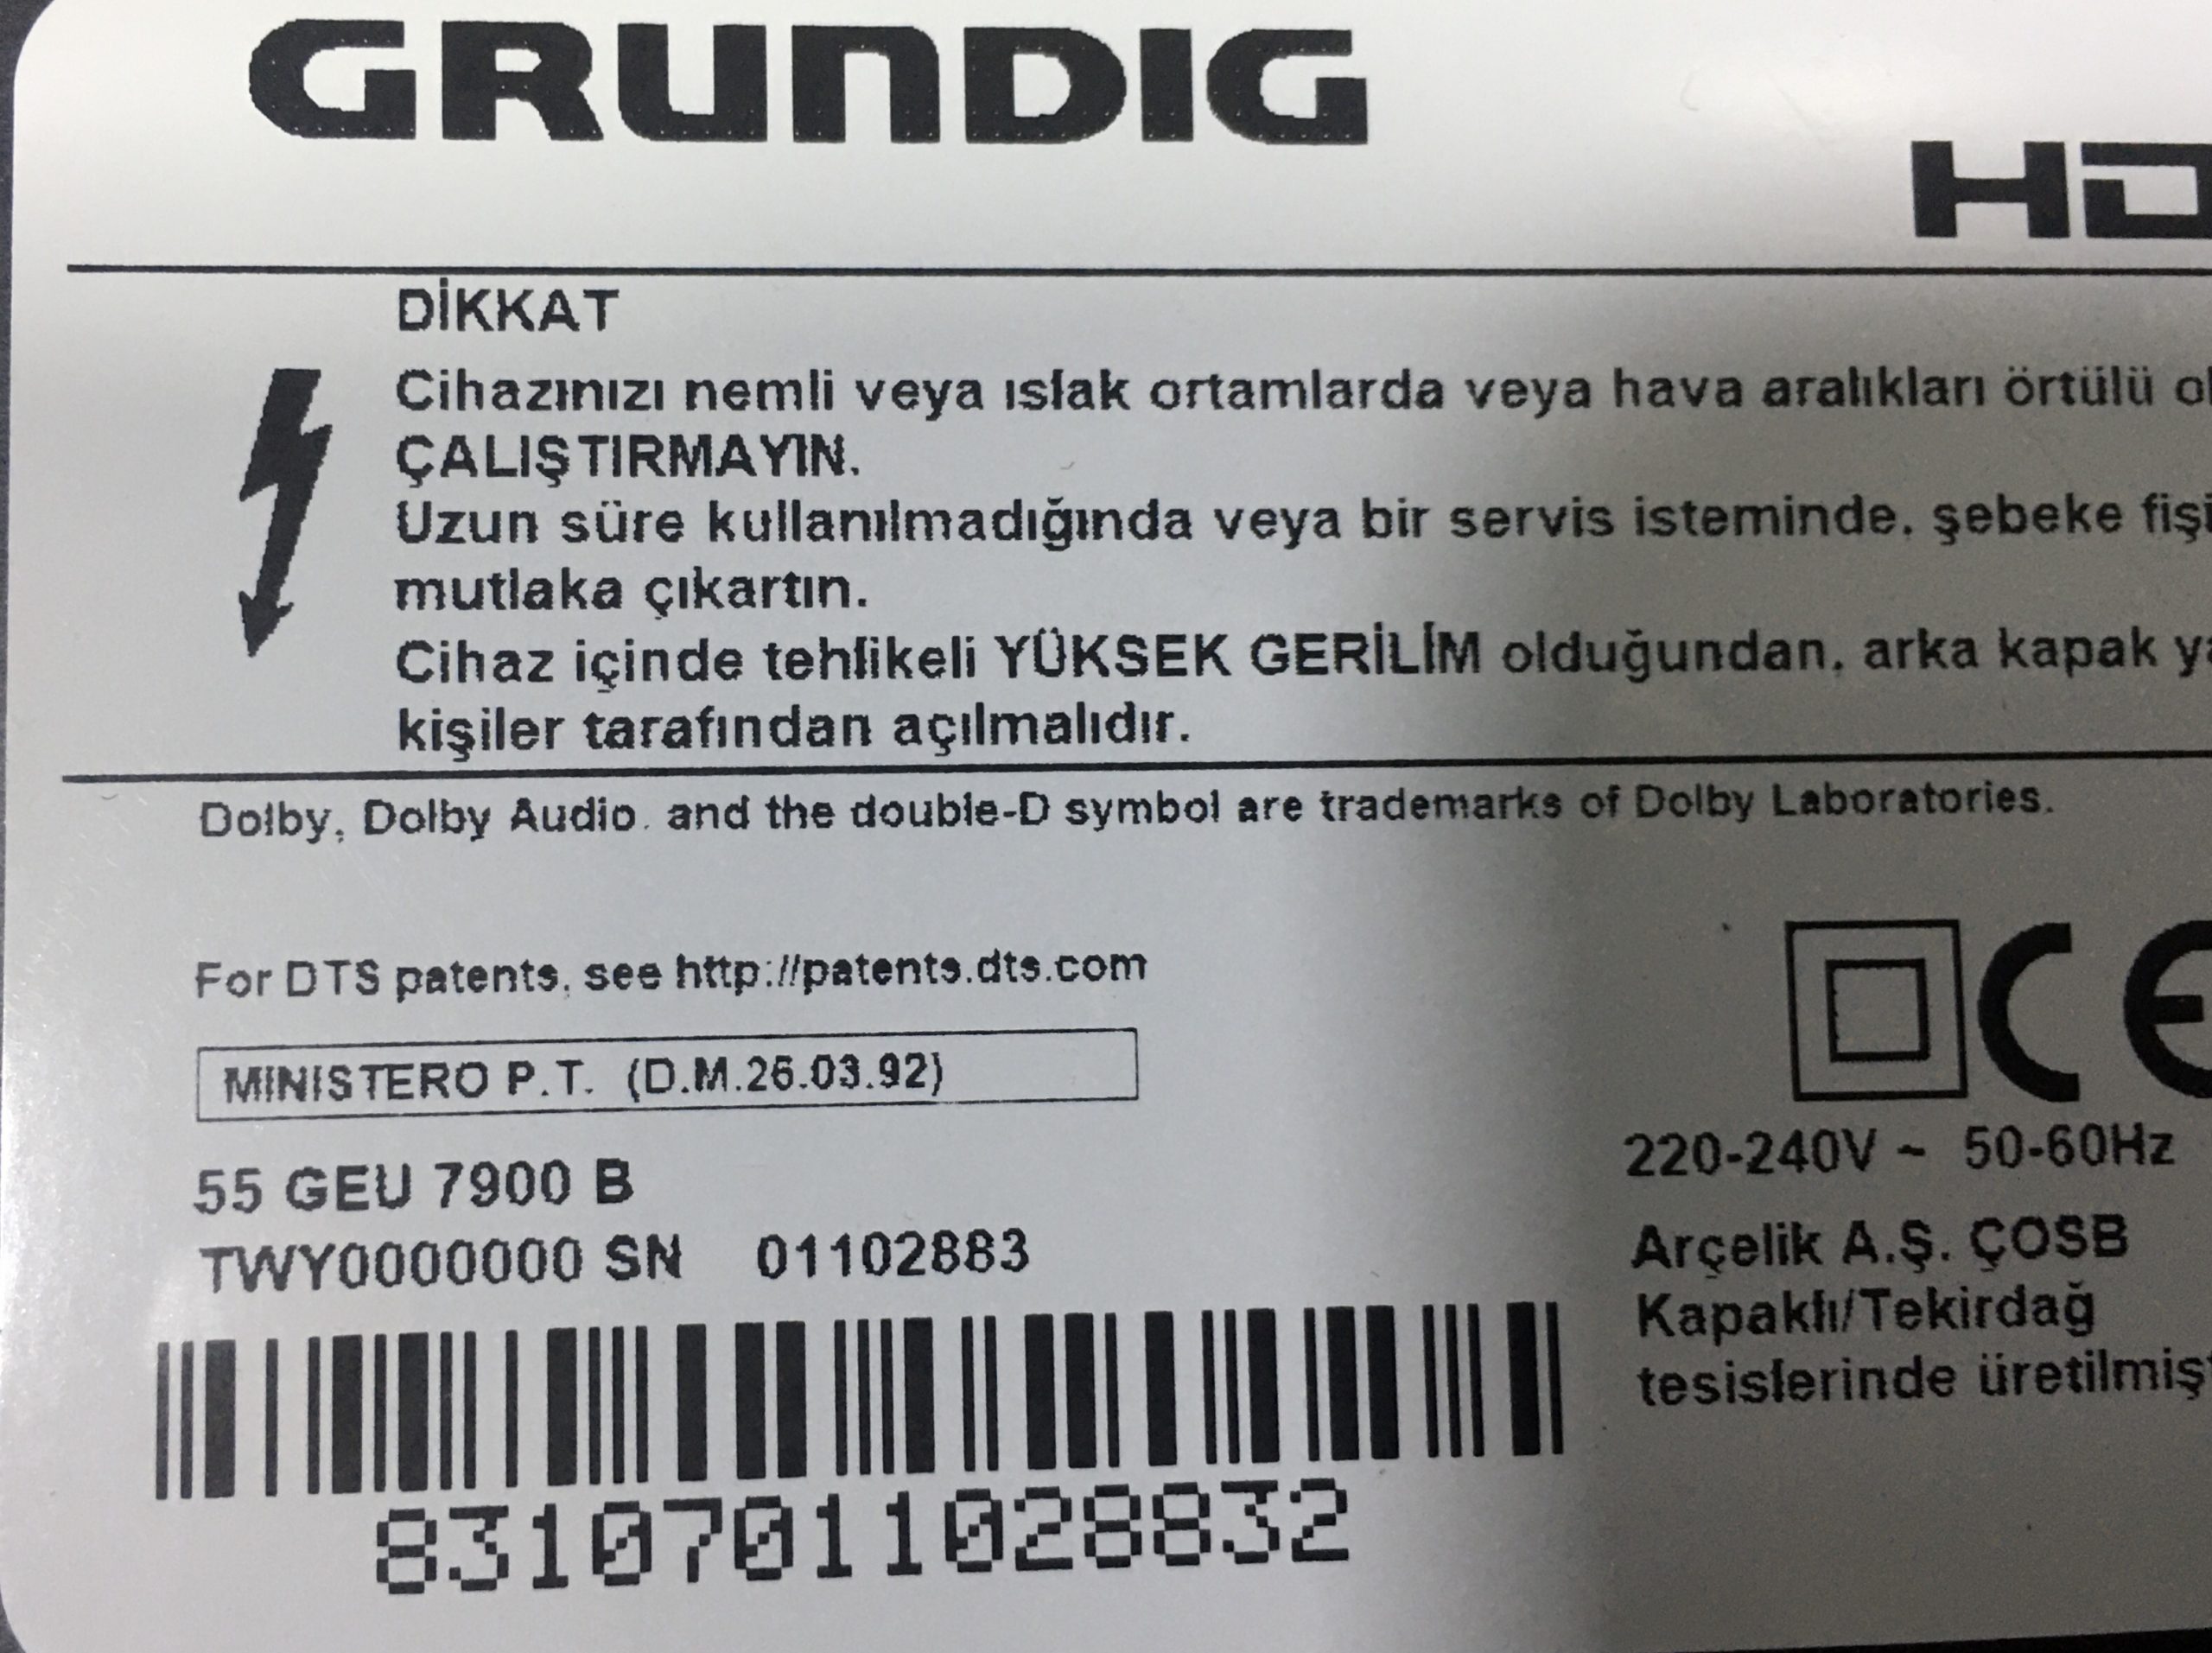 GRUNDIG
HD
DİKKAT
Cihazınızı nemli veya ıslak ortamlarda veya hava aralıkları örtülü
ÇALIŞTIRMAYIN.
Uzun süre kullanılmadığında veya bir servis isteminde, şebeke fişi
mutlaka çıkartın.
Cihaz içinde tehlikeli YÜKSEK GERİLİM olduğundan, arka kapak
kişiler tarafından açılmalıdır.
Dolby, Dolby Audio, and the double-D symbol are trademarks of Dolby Laboratories.
For DTS patents, see http://patents.dts.com
CE
MINISTERO P.T. (D.M.26.03.92)
220-240V ~ 50-60Hz
55 GEU 7900 B
TWY0000000 SN 01102883
Arçelik A.Ş. ÇOSB
Kapaklı/Tekirdağ
tesislerinde üretilmiş
83107011028832